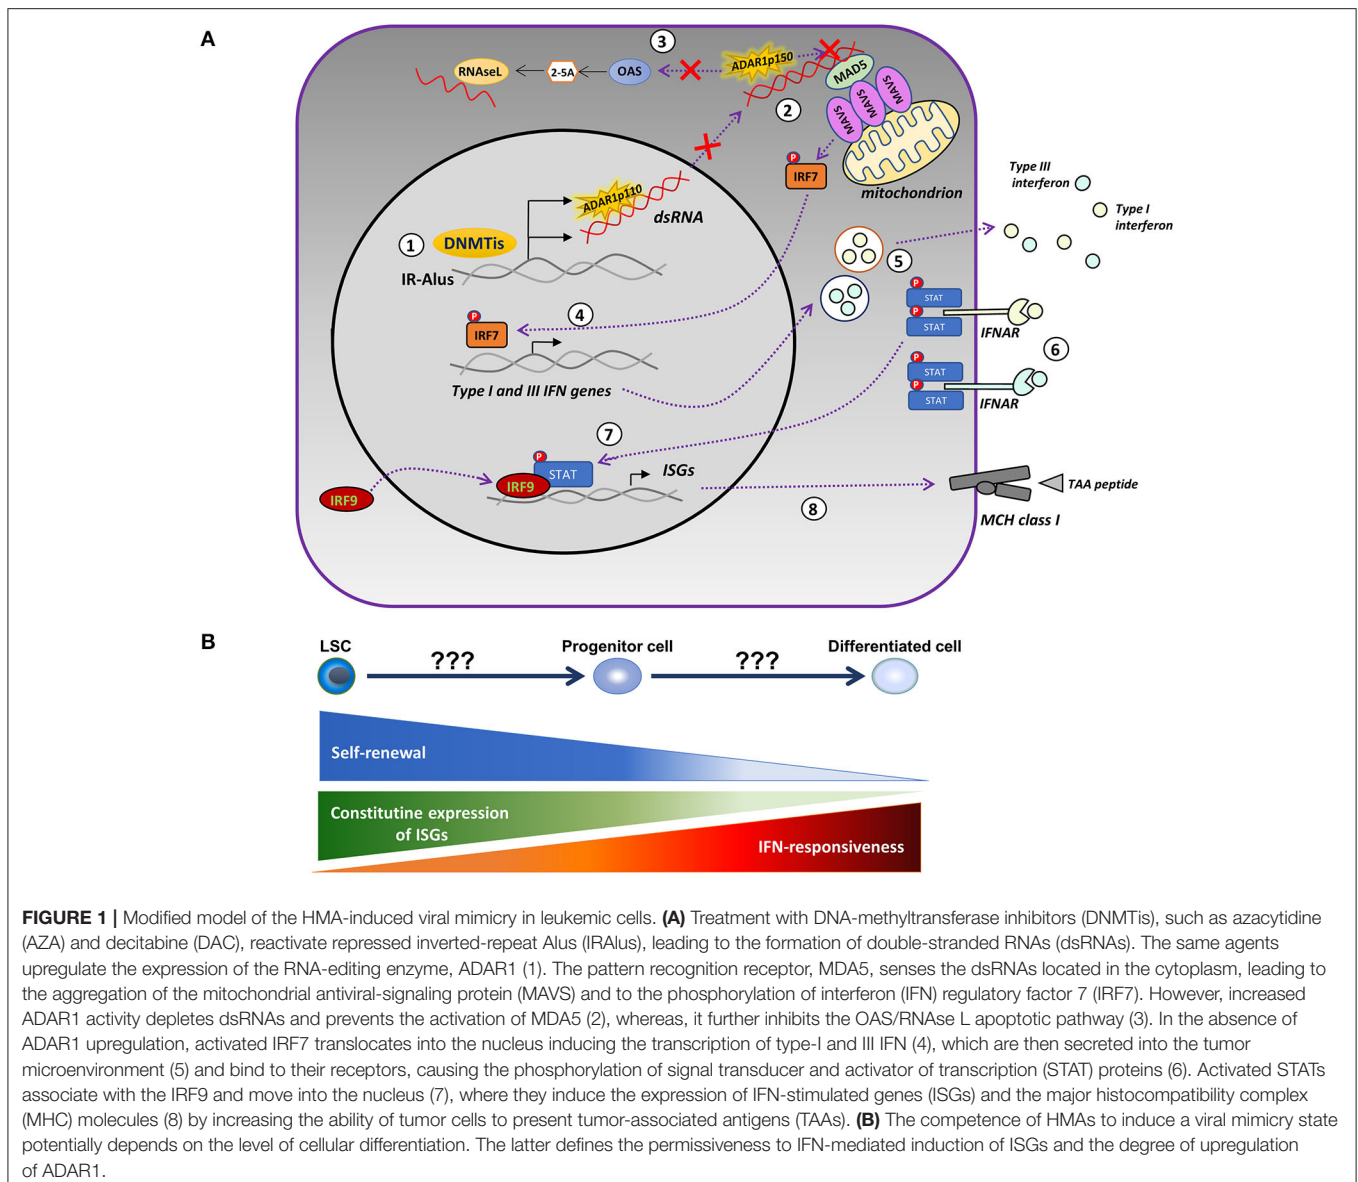 A
3
RNAseL
2-5A
OAS
ADAR1p150
MAD5
MAVS
MAVS
MAVS
2
P
IRF7
mitochondrion
Type III
interferon
Type I
interferon
ADAR1p110
dsRNA
1
DNMTis
IR-Alus
5
P
STAT
P
STAT
IFNAR
6
P
STAT
P
STAT
IFNAR
P
IRF7
4
Type I and III IFN genes
7
P
STAT
IRF9
ISGs
IRF9
8
TAA peptide
MCH class I
B
LSC
???
Progenitor cell
???
Differentiated cell
Self-renewal
Constitutine expression
of ISGs
IFN-responsiveness
FIGURE 1 | Modified model of the HMA-induced viral mimicry in leukemic cells. (A) Treatment with DNA-methyltransferase inhibitors (DNMTis), such as azacytidine
(AZA) and decitabine (DAC), reactivate repressed inverted-repeat Alus (IRAlus), leading to the formation of double-stranded RNAs (dsRNAs). The same agents
upregulate the expression of the RNA-editing enzyme, ADAR1 (1). The pattern recognition receptor, MDA5, senses the dsRNAs located in the cytoplasm, leading to
the aggregation of the mitochondrial antiviral-signaling protein (MAVS) and to the phosphorylation of interferon (IFN) regulatory factor 7 (IRF7). However, increased
ADAR1 activity depletes dsRNAs and prevents the activation of MDA5 (2), whereas, it further inhibits the OAS/RNAse L apoptotic pathway (3). In the absence of
ADAR1 upregulation, activated IRF7 translocates into the nucleus inducing the transcription of type-I and III IFN (4), which are then secreted into the tumor
microenvironment (5) and bind to their receptors, causing the phosphorylation of signal transducer and activator of transcription (STAT) proteins (6). Activated STATs
associate with the IRF9 and move into the nucleus (7), where they induce the expression of IFN-stimulated genes (ISGs) and the major histocompatibility complex
(MHC) molecules (8) by increasing the ability of tumor cells to present tumor-associated antigens (TAAs). (B) The competence of HMAs to induce a viral mimicry state
potentially depends on the level of cellular differentiation. The latter defines the permissiveness to IFN-mediated induction of ISGs and the degree of upregulation
of ADAR1.